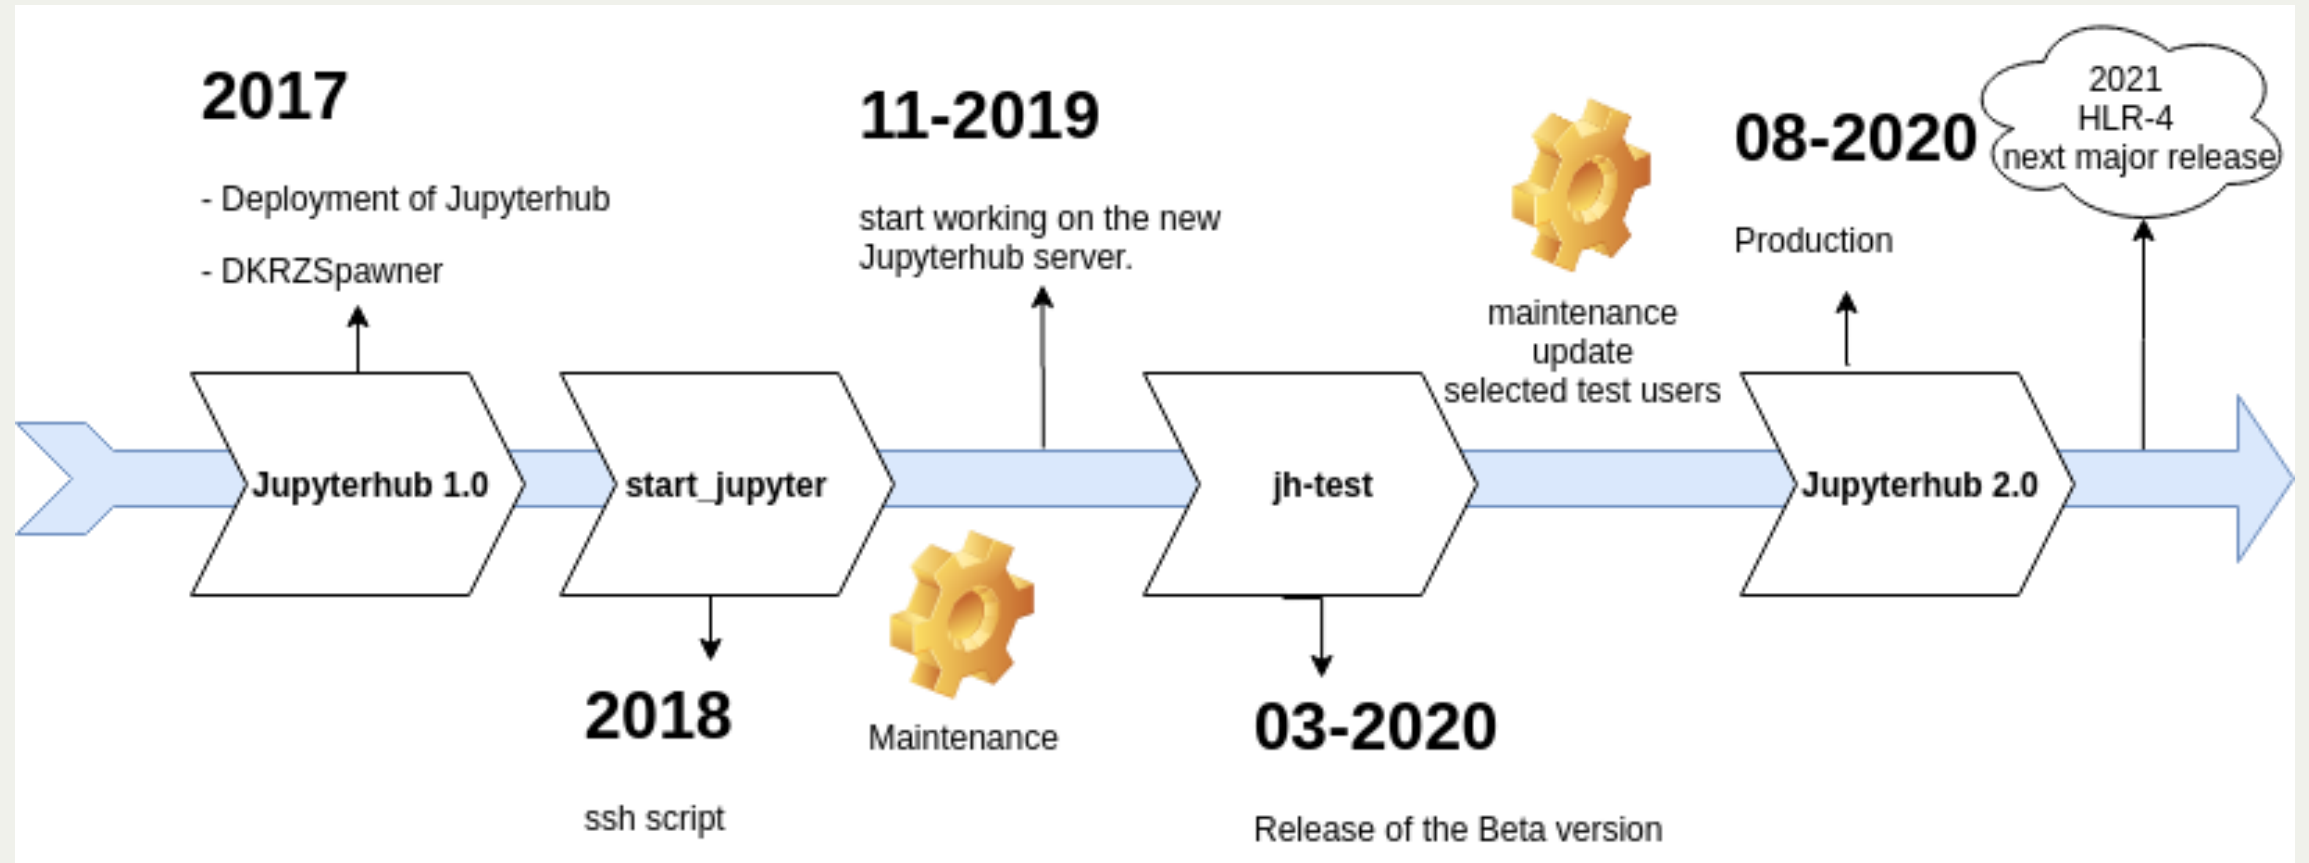 2017
- Deployment of Jupyterhub
- DKRZSpawner
11-2019
start working on the new
Jupyterhub server.
maintenance
update
selected test users
08-2020
Production
2021
HLR-4
next major release
Jupyterhub 1.0
start_jupyter
jh-test
Jupyterhub 2.0
2018
ssh script
Maintenance
03-2020
Release of the Beta version